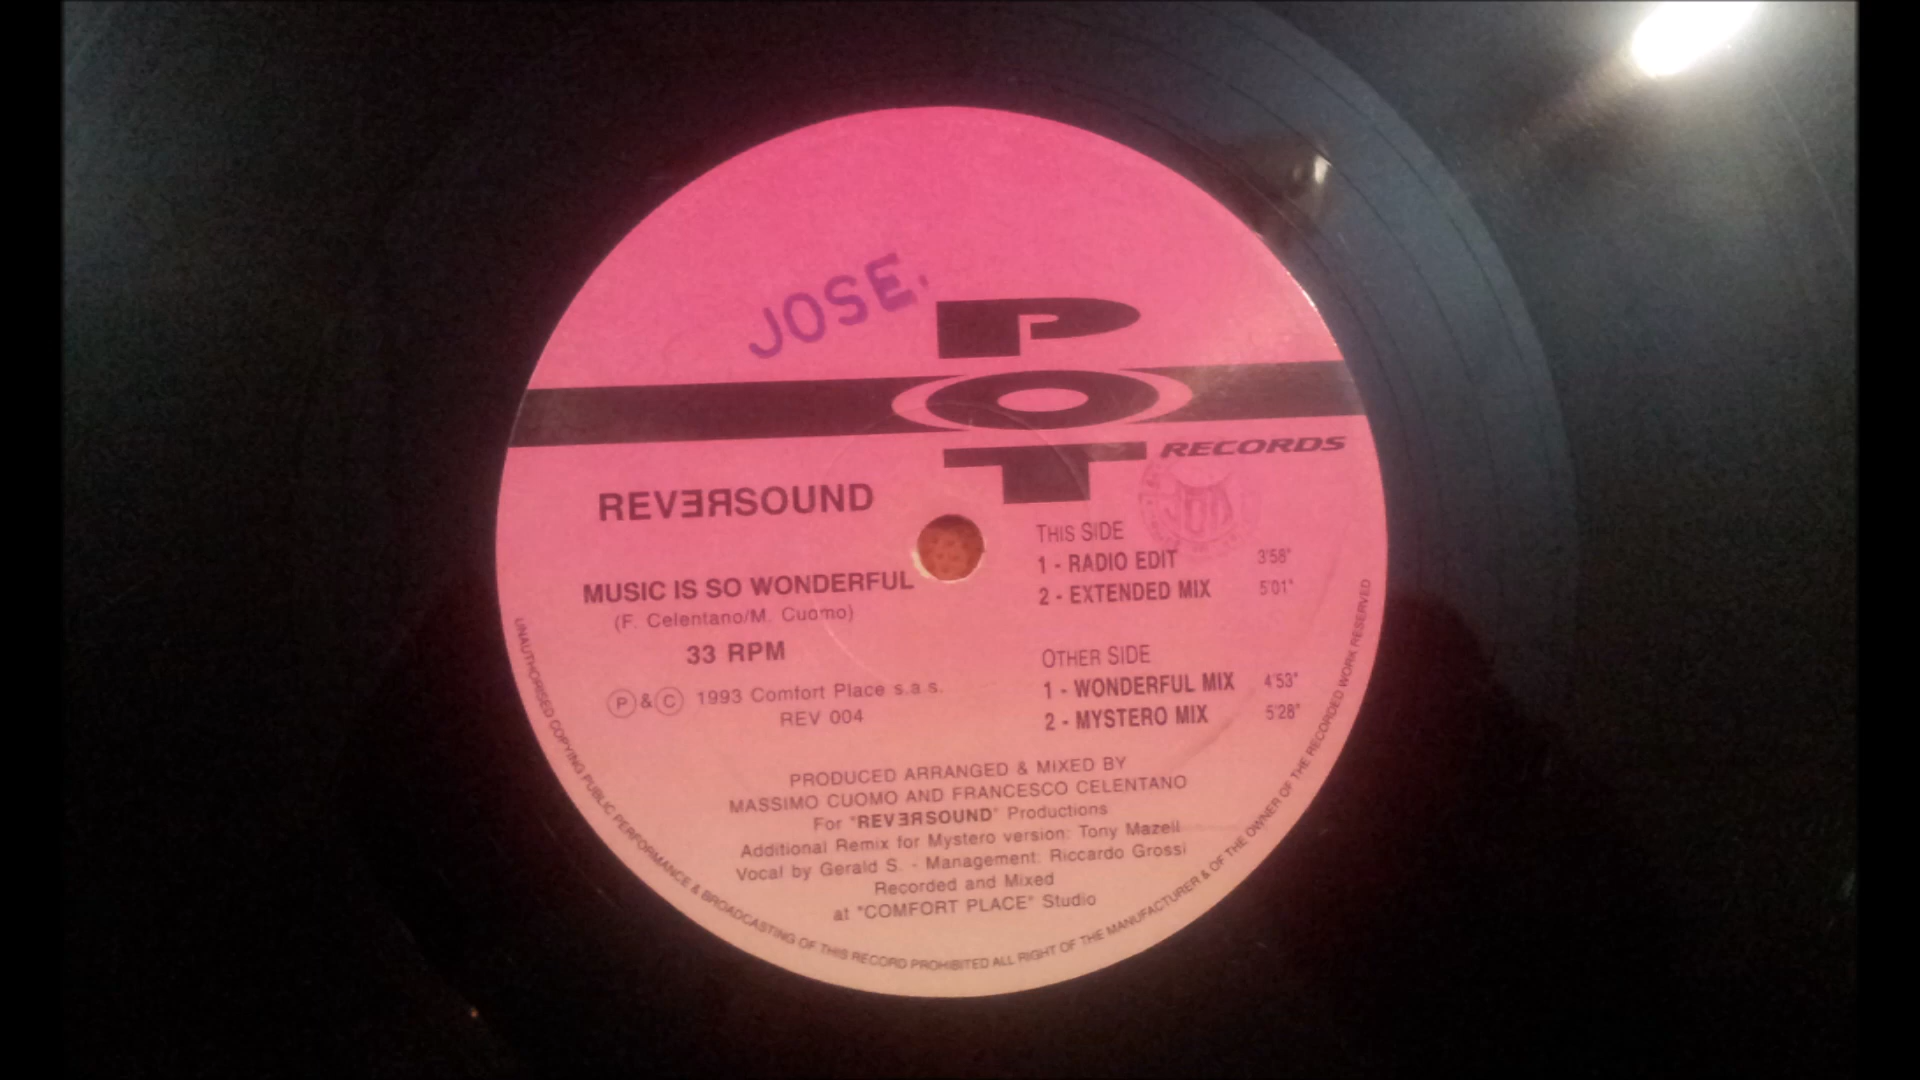 JOSE.
POT
RECORDS
REVƎЯSOUND
MUSIC IS SO WONDERFUL
(F. Celentano/M. Cuomo)
33 RPM
Ⓟ & Ⓒ 1993 Comfort Place s.a.s.
REV 004
THIS SIDE
1 - RADIO EDIT 3'58"
2 - EXTENDED MIX 5'01"
OTHER SIDE
1 - WONDERFUL MIX 4'53"
2 - MYSTERO MIX 5'28"
PRODUCED ARRANGED & MIXED BY
MASSIMO CUOMO AND FRANCESCO CELENTANO
For "REVƎЯSOUND" Productions
Additional Remix for Mystero version: Tony Mazell
Vocal by Gerald S. - Management: Riccardo Grossi
Recorded and Mixed
at "COMFORT PLACE" Studio
UNAUTHORISED COPYING PUBLIC PERFORMANCE & BROADCASTING OF THIS RECORD PROHIBITED ALL RIGHT OF THE MANUFACTURER & OF THE OWNER OF THE RECORDED WORK RESERVED